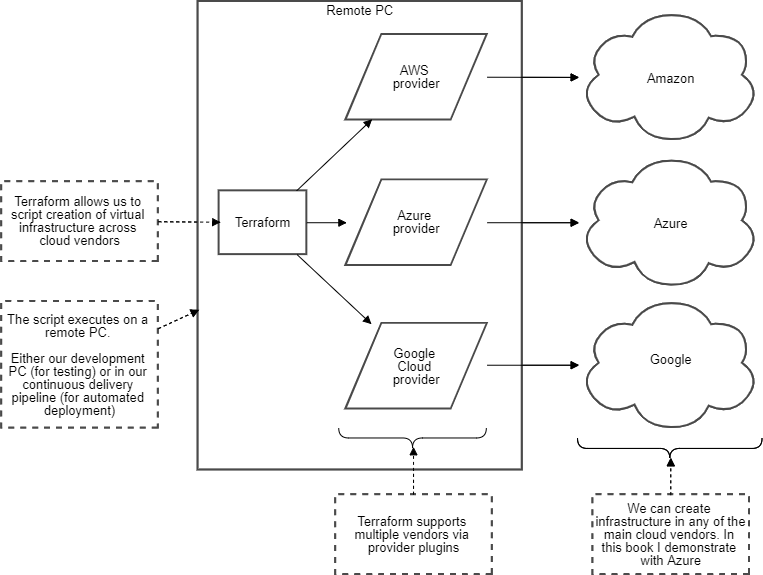 Remote PC
AWS
provider
Amazon
Terraform allows us to
script creation of virtual
infrastructure across
cloud vendors
Terraform
Azure
provider
Azure
The script executes on a
remote PC.
Either our development
PC (for testing) or in our
continuous delivery
pipeline (for automated
deployment)
Google
Cloud
provider
Google
Terraform supports
multiple vendors via
provider plugins
We can create
infrastructure in any of the
main cloud vendors. In
this book I demonstrate
with Azure